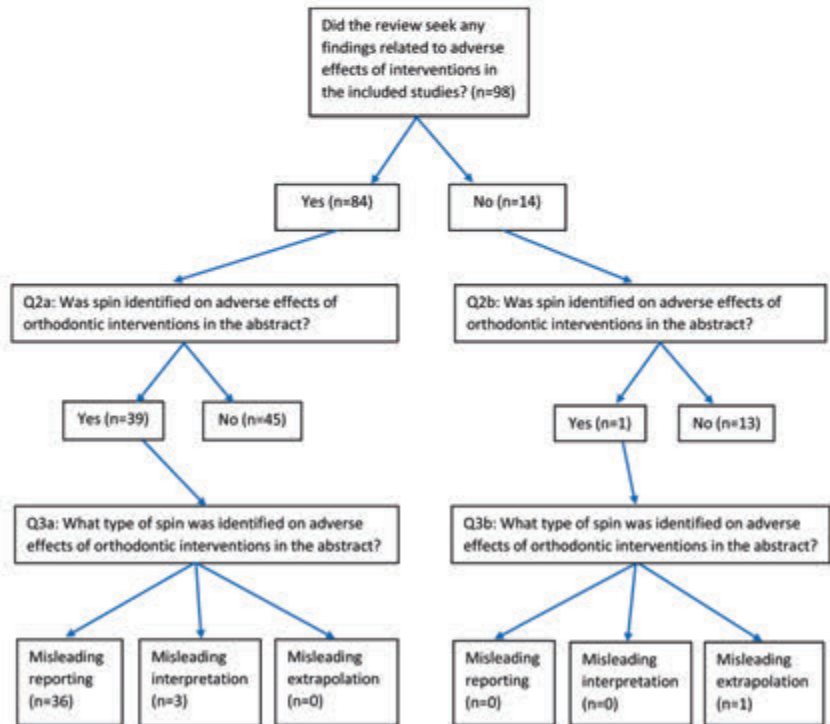 Did the review seek any
findings related to adverse
effects of interventions in
the included studies? (n=98)
Yes (n=84)
No (n=14)
Q2a: Was spin identified on adverse effects of
orthodontic interventions in the abstract?
Q2b: Was spin identified on adverse effects of
orthodontic interventions in the abstract?
Yes (n=39)
No (n=45)
Yes (n=1)
No (n=13)
Q3a: What type of spin was identified on adverse
effects of orthodontic interventions in the abstract?
Q3b: What type of spin was identified on adverse
effects of orthodontic interventions in the abstract?
Misleading
reporting
(n=36)
Misleading
interpretation
(n=3)
Misleading
extrapolation
(n=0)
Misleading
reporting
(n=0)
Misleading
interpretation
(n=0)
Misleading
extrapolation
(n=1)